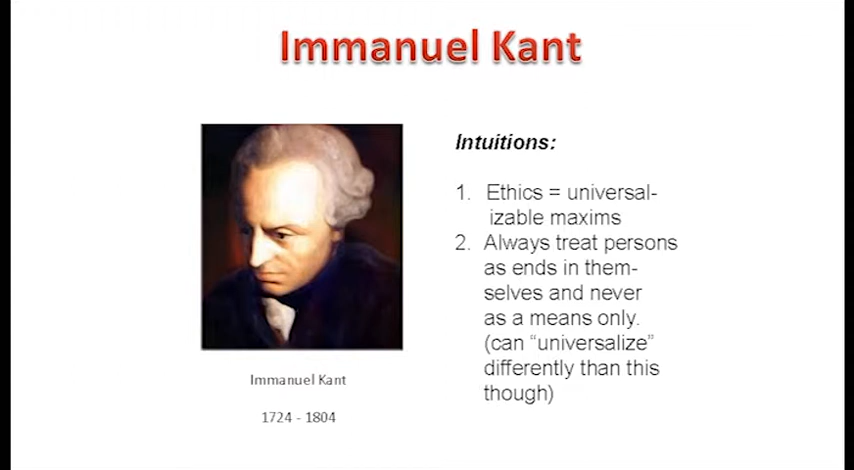 Immanuel Kant
Intuitions:
1. Ethics = universal-
izable maxims
2. Always treat persons
as ends in them-
selves and never
as a means only.
(can “universalize”
differently than this
though)
Immanuel Kant
1724 - 1804